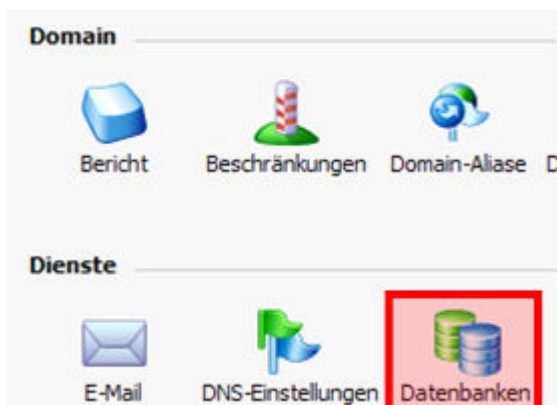 Domain
Bericht Beschränkungen Domain-Aliase D
Dienste
E-Mail DNS-Einstellungen Datenbanken